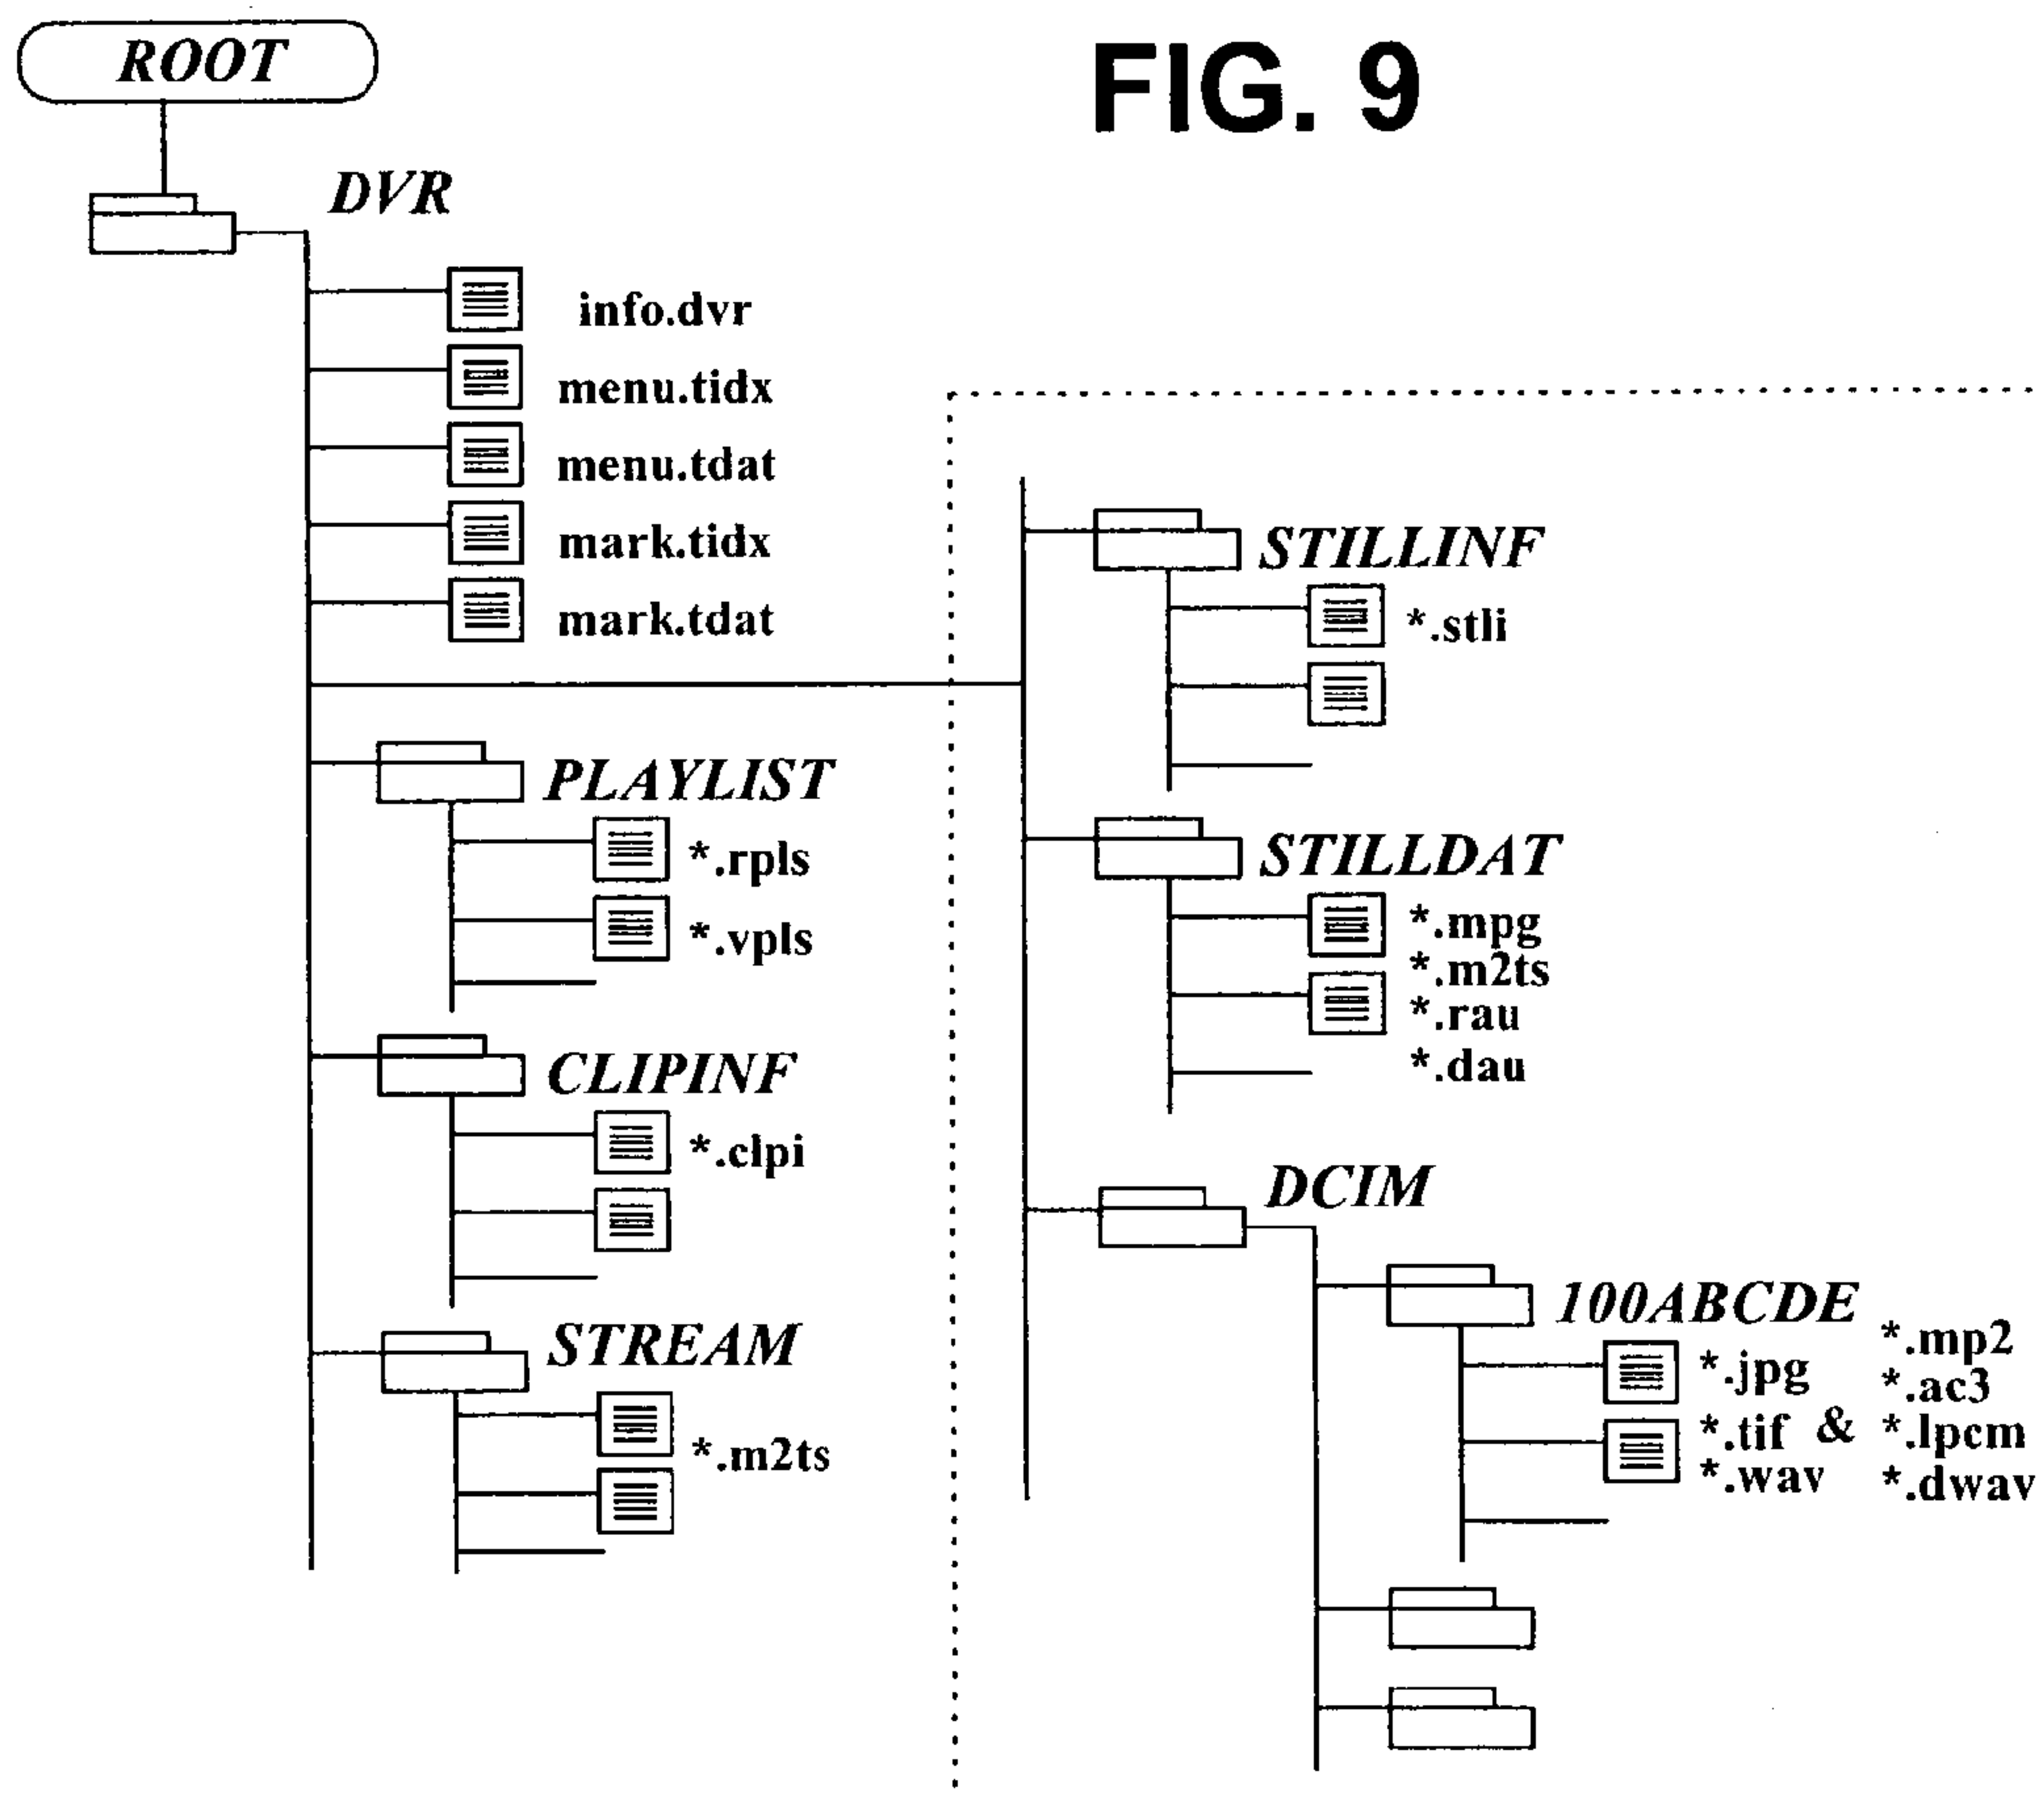 ROOT
FIG. 9
DVR
info.dvr
menu.tidx
menu.tdat
mark.tidx
mark.tdat
PLAYLIST
*.rpls
*.vpls
CLIPINF
*.clpi
STREAM
*.m2ts
STILLINF
*.stli
STILLDAT
*.mpg
*.m2ts
*.rau
*.dau
DCIM
100ABCDE
*.jpg
*.tif &
*.wav
*.mp2
*.ac3
*.lpcm
*.dwav